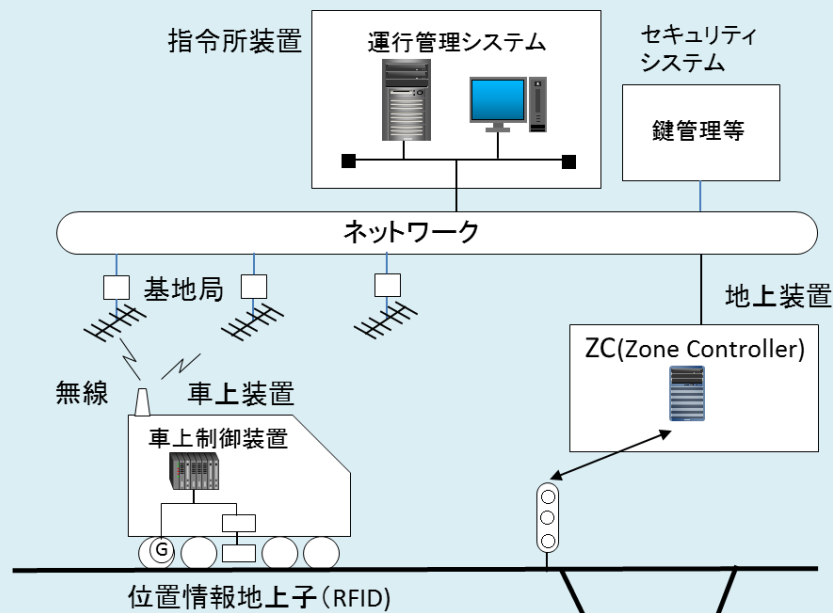 指令所装置
運行管理システム
セキュリティ
システム
鍵管理等
ネットワーク
基地局
地上装置
ZC(Zone Controller)
無線
車上装置
車上制御装置
G
位置情報地上子(RFID)